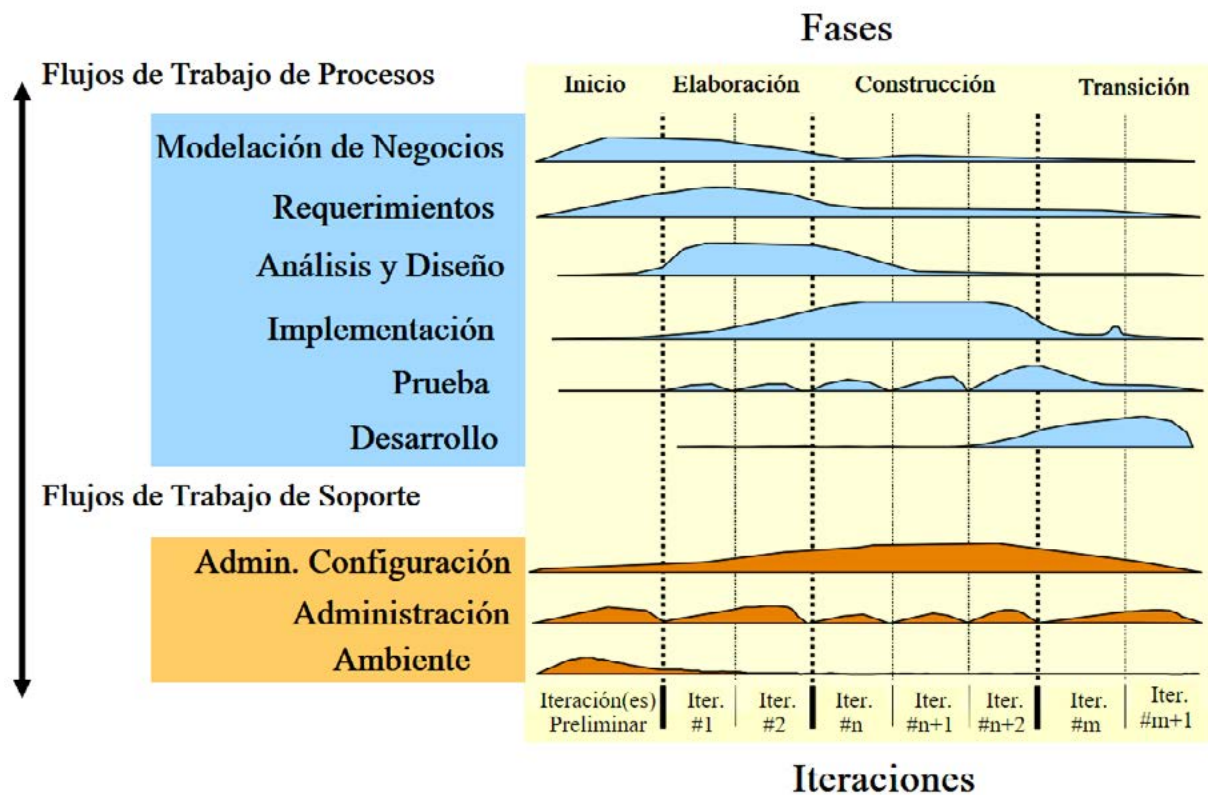 Fases
Flujos de Trabajo de Procesos
Inicio Elaboración Construcción Transición
Modelación de Negocios
Requerimientos
Análisis y Diseño
Implementación
Prueba
Desarrollo
Flujos de Trabajo de Soporte
Admin. Configuración
Administración
Ambiente
Iteración(es) Iter. Iter. Iter. Iter. Iter. Iter. Iter.
Preliminar #1 #2 #n #n+1 #n+2 #m #m+1
Iteraciones